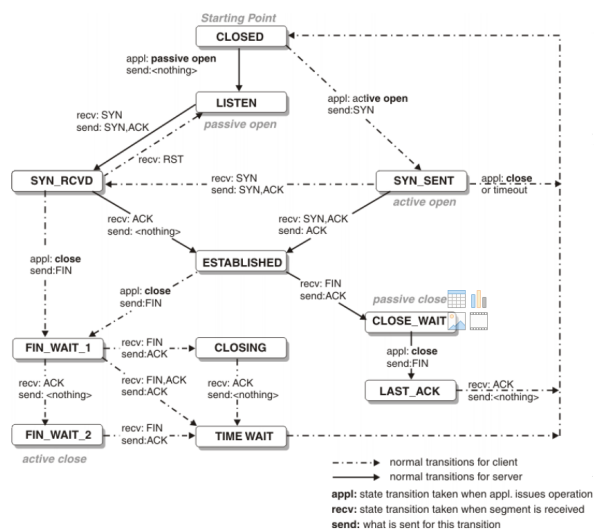 Starting Point
CLOSED
appl: passive open
send:<nothing>
LISTEN
passive open
appl: active open
send:SYN
recv: SYN
send: SYN,ACK
recv: RST
SYN_RCVD
recv: SYN
send: SYN,ACK
SYN_SENT
active open
appl: close
or timeout
recv: ACK
send: <nothing>
recv: SYN,ACK
send: ACK
appl: close
send:FIN
ESTABLISHED
appl: close
send:FIN
recv: FIN
send:ACK
passive close
CLOSE_WAIT
FIN_WAIT_1
recv: FIN
send:ACK
CLOSING
appl: close
send:FIN
recv: ACK
send: <nothing>
recv: FIN,ACK
send:ACK
recv: ACK
send: <nothing>
LAST_ACK
recv: ACK
send:<nothing>
FIN_WAIT_2
active close
recv: FIN
send:ACK
TIME WAIT
normal transitions for client
normal transitions for server
appl: state transition taken when appl. issues operation
recv: state transition taken when segment is received
send: what is sent for this transition